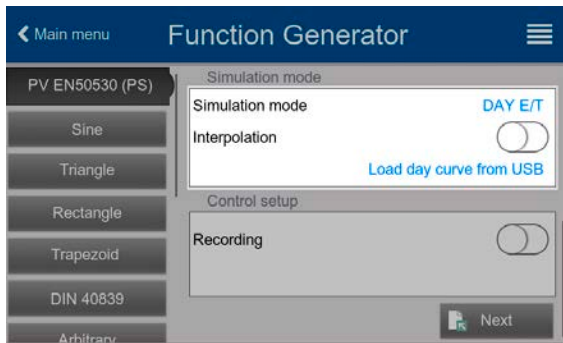 Main menu
Function Generator
PV EN50530 (PS)
Sine
Triangle
Rectangle
Trapezoid
DIN 40839
Arbitrary
Simulation mode
Simulation mode DAY E/T
Interpolation
Load day curve from USB
Control setup
Recording
Next